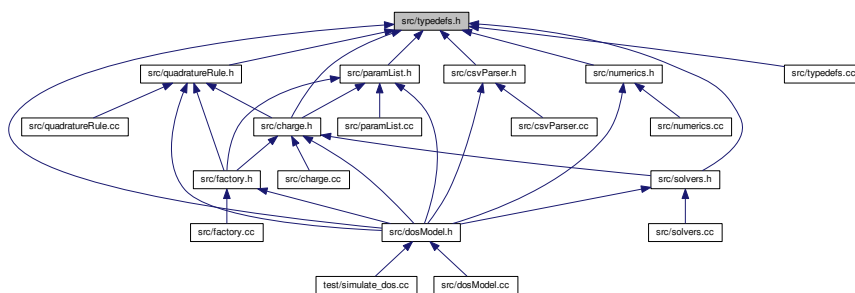 src/typedefs.h
src/quadratureRule.h
src/paramList.h
src/csvParser.h
src/numerics.h
src/typedefs.cc
src/quadratureRule.cc
src/charge.h
src/paramList.cc
src/csvParser.cc
src/numerics.cc
src/factory.h
src/charge.cc
src/solvers.h
src/factory.cc
src/dosModel.h
src/solvers.cc
test/simulate_dos.cc
src/dosModel.cc